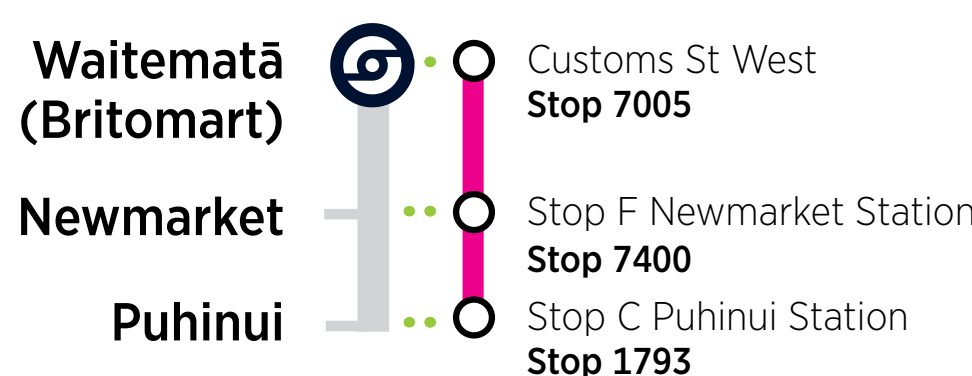 Waitematā
(Britomart)
Customs St West
Stop 7005
Newmarket
Stop F Newmarket Station
Stop 7400
Puhinui
Stop C Puhinui Station
Stop 1793